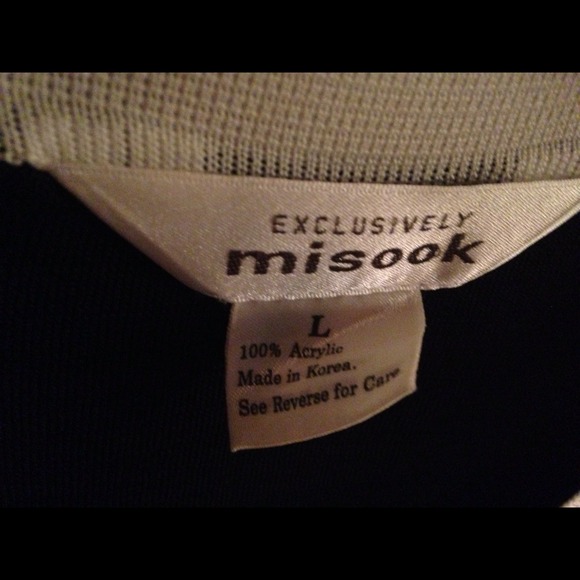 EXCLUSIVELY
misook
L
100% Acrylic
Made in Korea.
See Reverse for Care